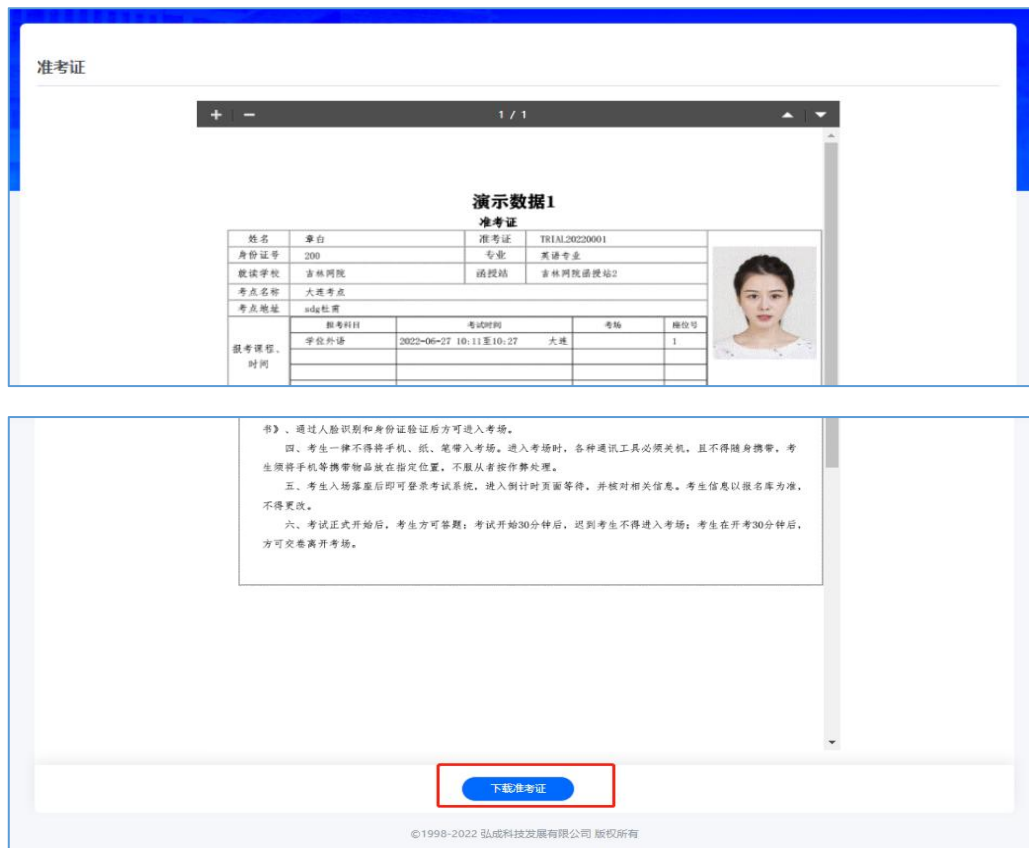 准考证
1 / 1
演示数据1
准考证
姓名 章白 准考证 TRIAL20220001
身份证号 200 专业 英语专业
就读学校 吉林网院 函授站 吉林网院函授站2
考点名称 大连考点
考点地址 sdg杜甫
报考课程、时间 报考科目 考试时间 考场 座位号
学位外语 2022-06-27 10:11至10:27 大连 1
书》、通过人脸识别和身份证验证后方可进入考场。
四、考生一律不得将手机、纸、笔带入考场。进入考场时，各种通讯工具必须关机，且不得随身携带，考
生须将手机等携带物品放在指定位置，不服从者按作弊处理。
五、考生入场落座后即可登录考试系统，进入倒计时页面等待，并核对相关信息。考生信息以报名库为准，
不得更改。
六、考试正式开始后，考生方可答题；考试开始30分钟后，迟到考生不得进入考场；考生在开考30分钟后，
方可交卷离开考场。
下载准考证
©1998-2022 弘成科技发展有限公司 版权所有